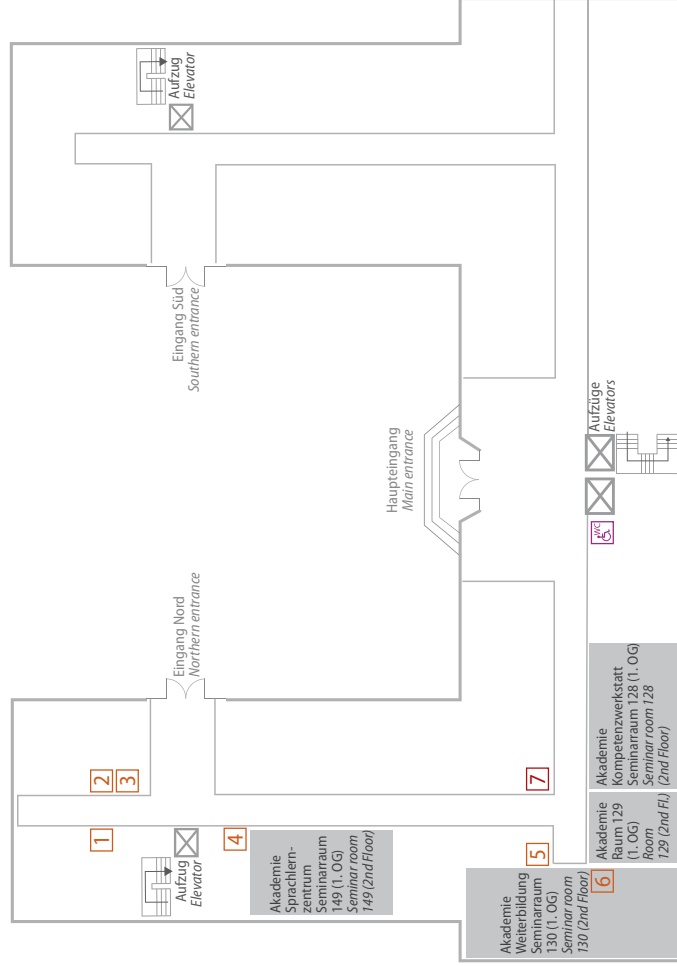 Aufzug
Elevator
Eingang Süd
Southern entrance
Haupteingang
Main entrance
Aufzüge
Elevators
WC
Eingang Nord
Northern entrance
1
2
3
4
5
6
7
Aufzug
Elevator
Akademie
Sprachlern-
zentrum
Seminarraum
149 (1. OG)
Seminar room
149 (2nd Floor)
Akademie
Weiterbildung
Seminarraum
130 (1. OG)
Seminar room
130 (2nd Floor)
Akademie
Raum 129
(1. OG)
Room
129 (2nd Fl.)
Akademie
Kompetenzwerkstatt
Seminarraum 128 (1. OG)
Seminar room 128
(2nd Floor)